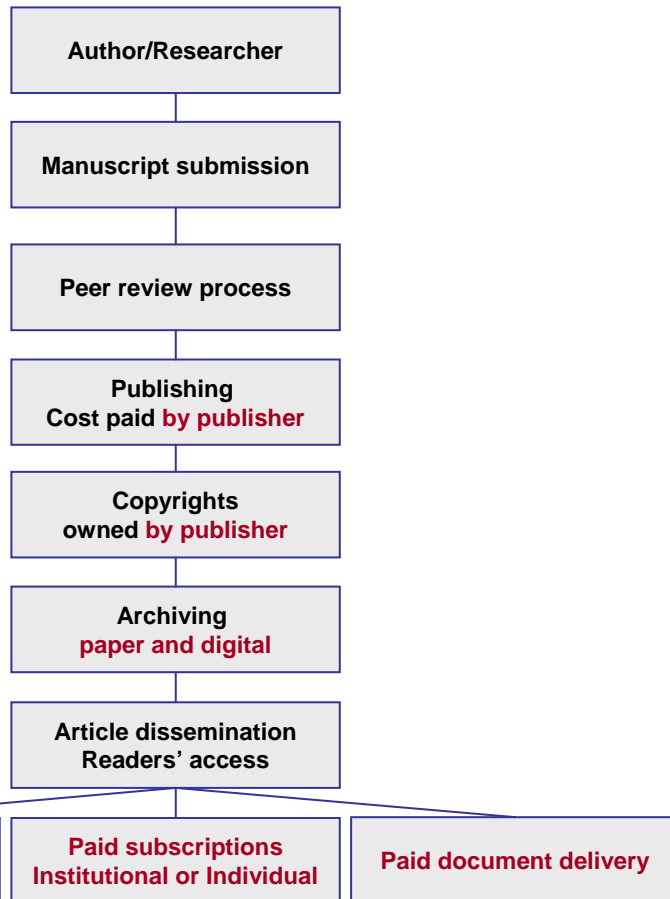 Author/Researcher
Manuscript submission
Peer review process
Publishing
Cost paid by publisher
Copyrights
owned by publisher
Archiving
paper and digital
Article dissemination
Readers’ access
Paid subscriptions
Institutional or Individual
Paid document delivery